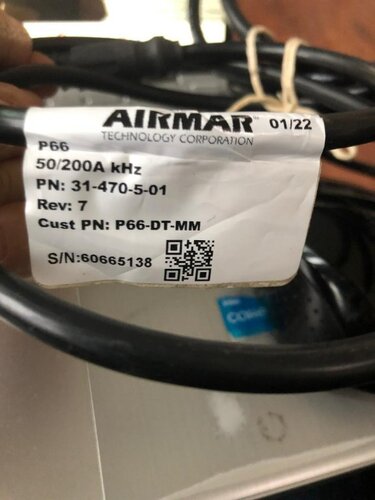 AIRMAR 01/22
TECHNOLOGY CORPORATION
P66
50/200A kHz
PN: 31-470-5-01
Rev: 7
Cust PN: P66-DT-MM
S/N:60665138
CORE